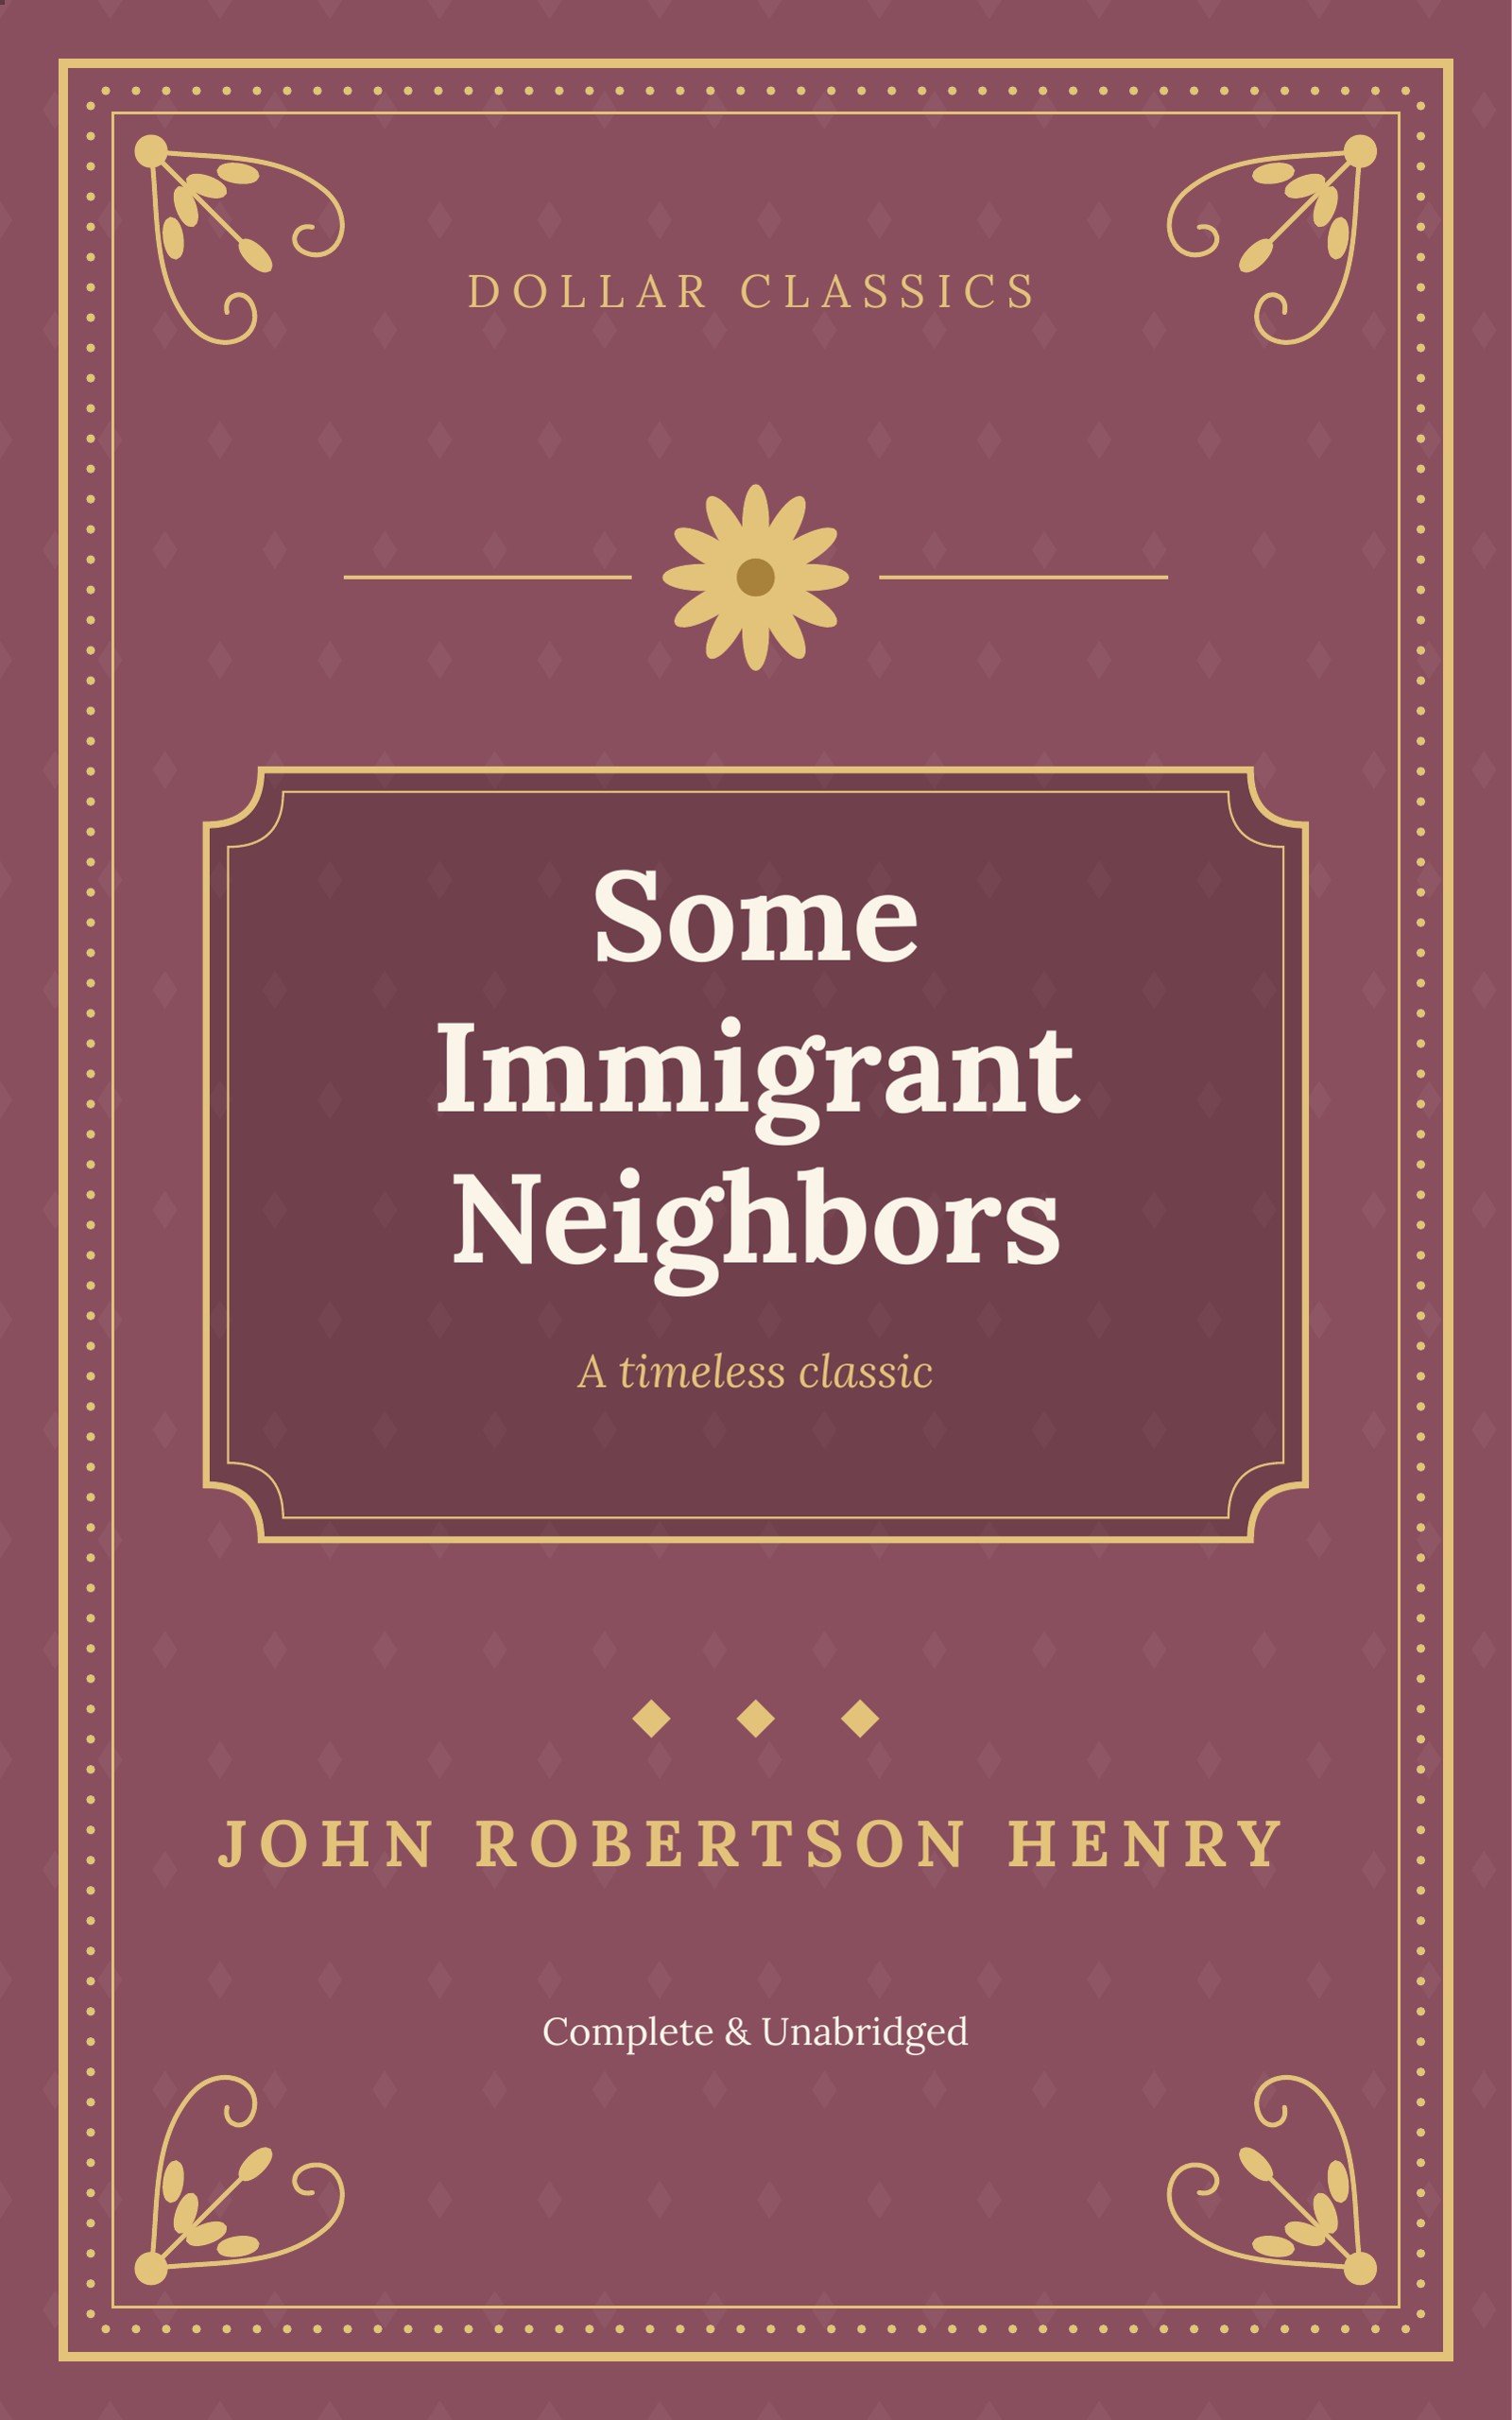 DOLLAR CLASSICS
Some
Immigrant
Neighbors
A timeless classic
JOHN ROBERTSON HENRY
Complete & Unabridged